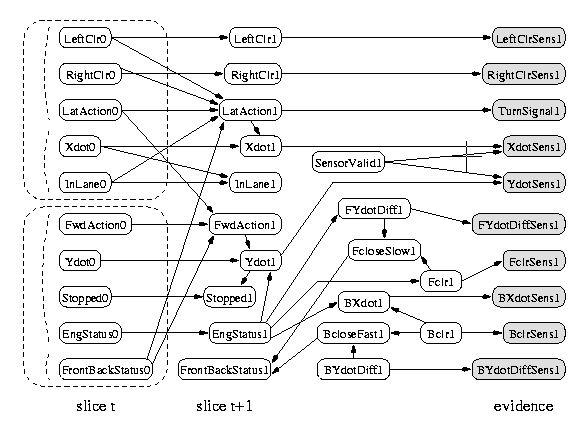 LeftClr0 LeftClr1 LeftClrSens1
RightClr0 RightClr1 RightClrSens1
LatAction0 LatAction1 TurnSignal1
Xdot0 Xdot1 XdotSens1
SensorValid1
InLane0 InLane1 YdotSens1
FYdotDiff1
FwdAction0 FwdAction1 FYdotDiffSens1
FcloseSlow1
Ydot0 Ydot1 FclrSens1
Fclr1
Stopped0 Stopped1 BXdot1 BXdotSens1
EngStatus0 EngStatus1 BcloseFast1 Bclr1 BclrSens1
FrontBackStatus0 FrontBackStatus1 BYdotDiff1 BYdotDiffSens1
slice t slice t+1 evidence